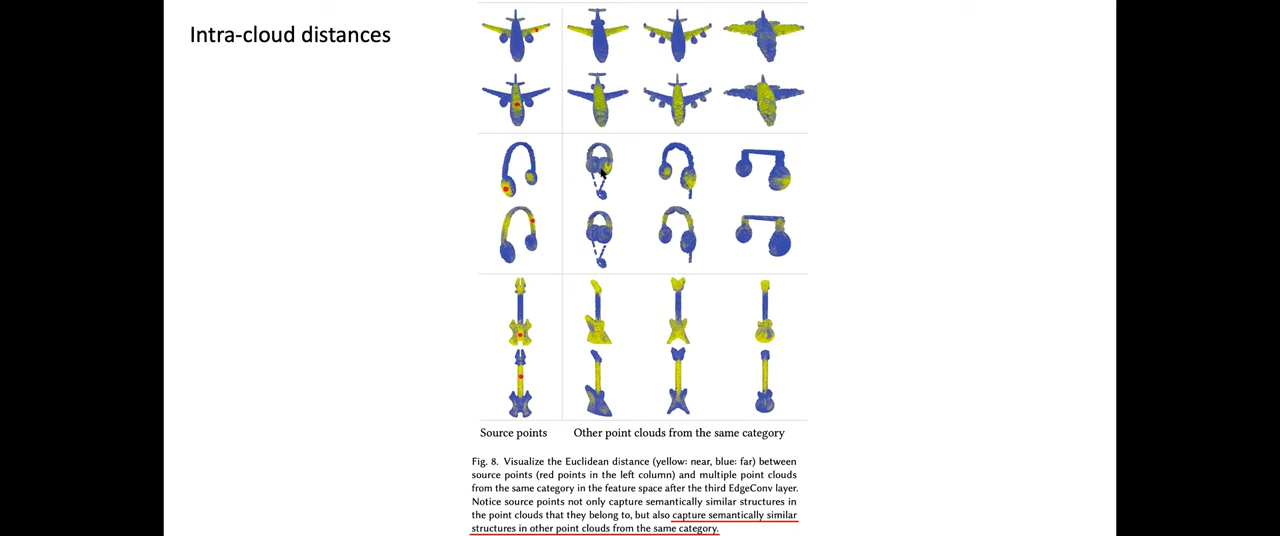 Intra-cloud distances
Source points
Other point clouds from the same category
Fig. 8. Visualize the Euclidean distance (yellow: near, blue: far) between
source points (red points in the left column) and multiple point clouds
from the same category in the feature space after the third EdgeConv layer.
Notice source points not only capture semantically similar structures in
the point clouds that they belong to, but also capture semantically similar
structures in other point clouds from the same category.